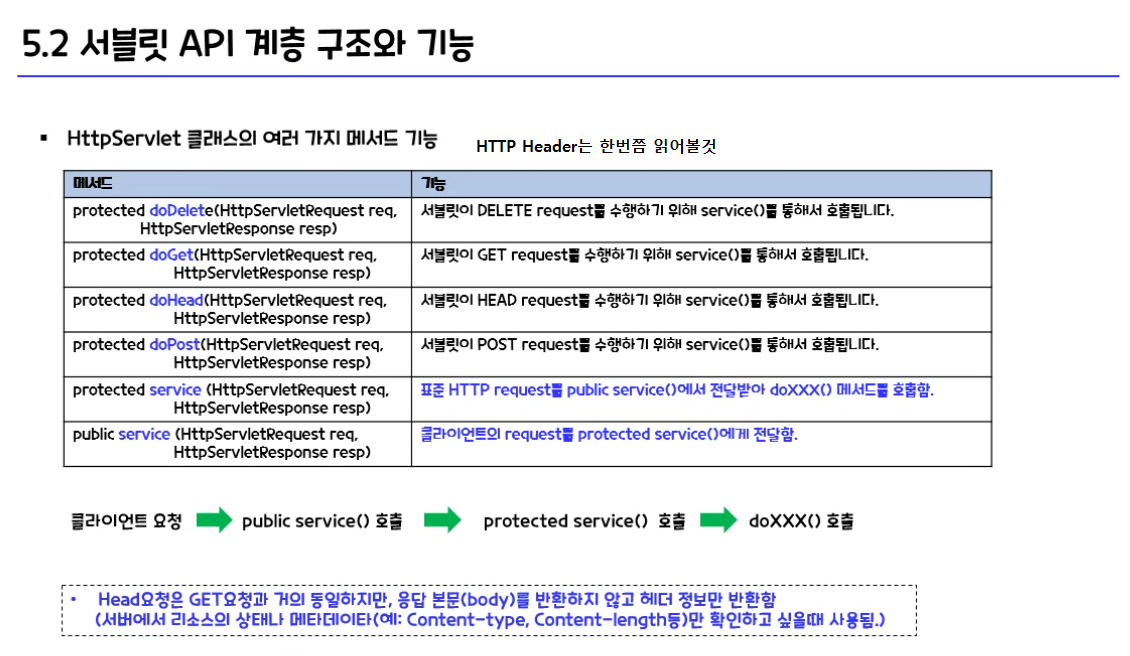 5.2 서블릿 API 계층 구조와 기능
▪ HttpServlet 클래스의 여러 가지 메서드 기능
HTTP Header는 한번쯤 읽어볼것
메서드 기능
protected doDelete(HttpServletRequest req, 서블릿이 DELETE request를 수행하기 위해 service()를 통해서 호출됩니다.
HttpServletResponse resp)
protected doGet(HttpServletRequest req, 서블릿이 GET request를 수행하기 위해 service()를 통해서 호출됩니다.
HttpServletResponse resp)
protected doHead(HttpServletRequest req, 서블릿이 HEAD request를 수행하기 위해 service()를 통해서 호출됩니다.
HttpServletResponse resp)
protected doPost(HttpServletRequest req, 서블릿이 POST request를 수행하기 위해 service()를 통해서 호출됩니다.
HttpServletResponse resp)
protected service (HttpServletRequest req, 표준 HTTP request를 public service()에서 전달받아 doXXX() 메서드를 호출함.
HttpServletResponse resp)
public service (HttpServletRequest req, 클라이언트의 request를 protected service()에게 전달함.
HttpServletResponse resp)
클라이언트 요청 public service() 호출 protected service() 호출 doXXX() 호출
• Head요청은 GET요청과 거의 동일하지만, 응답 본문(body)를 반환하지 않고 헤더 정보만 반환함
(서버에서 리소스의 상태나 메타데이터(예: Content-type, Content-length등)만 확인하고 싶을때 사용됨.)